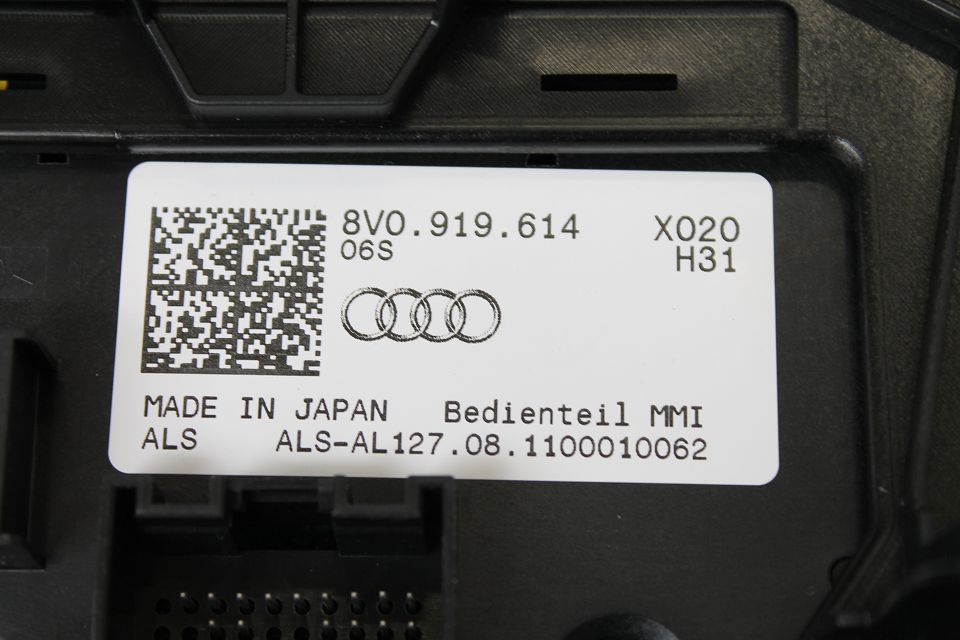 8V0.919.614 X020
06S H31
MADE IN JAPAN Bedienteil MMI
ALS ALS-AL127.08.1100010062